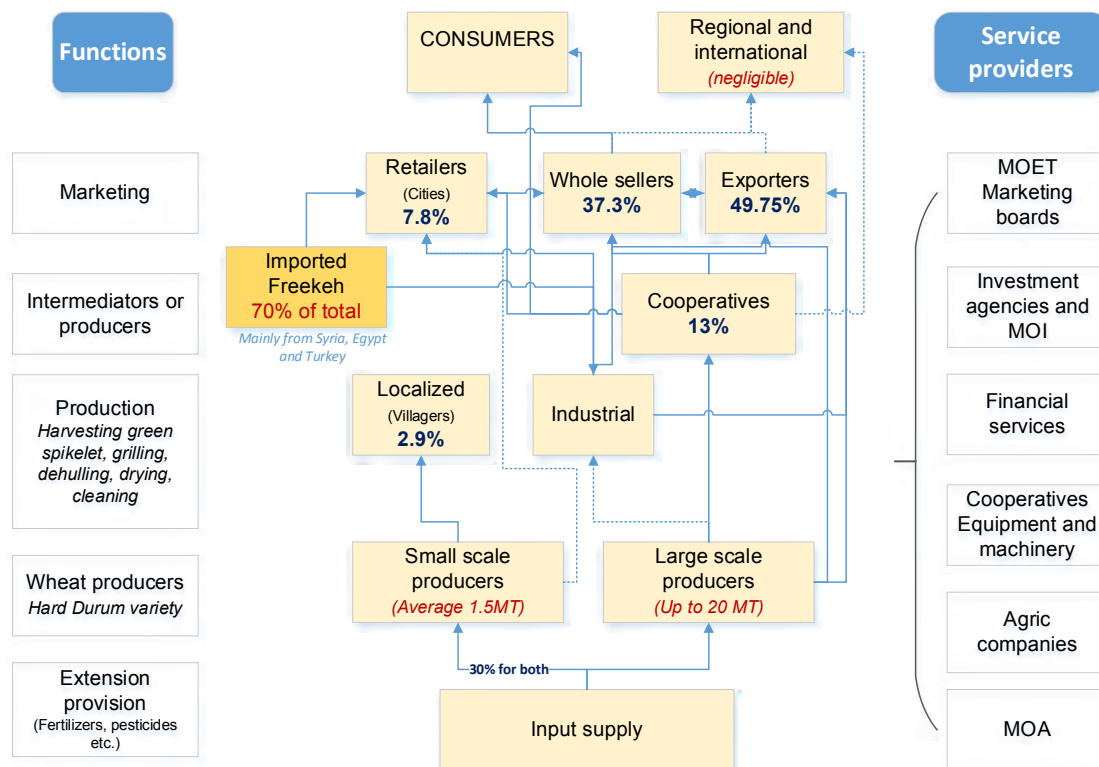 Functions
CONSUMERS
Regional and
international
(negligible)
Service
providers
Marketing
Retailers
(Cities)
7.8%
Whole sellers
37.3%
Exporters
49.75%
MOET
Marketing
boards
Intermediators or
producers
Imported
Freekeh
70% of total
Mainly from Syria, Egypt
and Turkey
Cooperatives
13%
Investment
agencies and
MOI
Production
Harvesting green
spikelet, grilling,
dehulling, drying,
cleaning
Localized
(Villagers)
2.9%
Industrial
Financial
services
Wheat producers
Hard Durum variety
Small scale
producers
(Average 1.5MT)
Large scale
producers
(Up to 20 MT)
Cooperatives
Equipment and
machinery
Agric
companies
Extension
provision
(Fertilizers, pesticides
etc.)
30% for both
Input supply
MOA